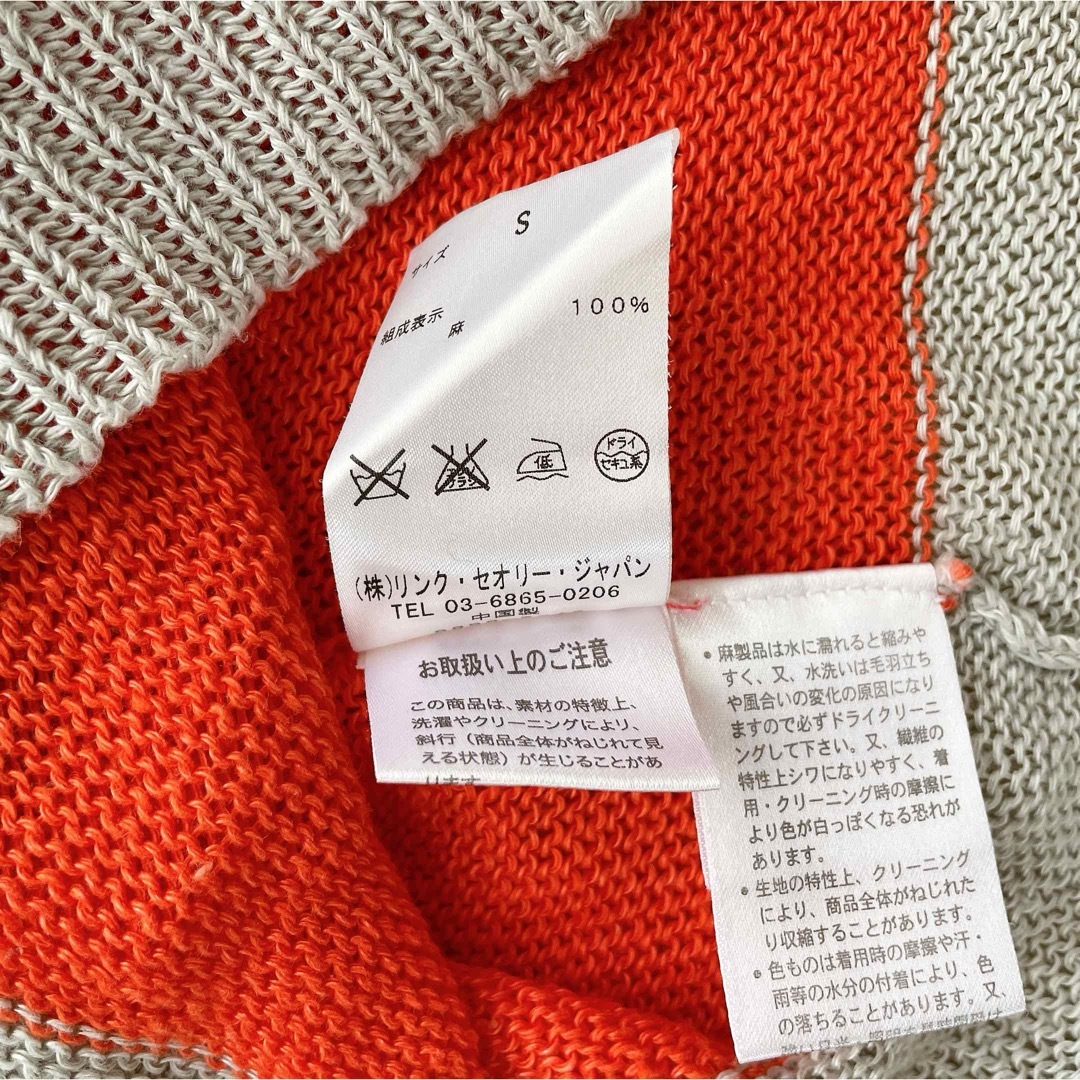 サイズ S
組成表示 麻 100%
ドライ
セキユ系
低
(株)リンク・セオリー・ジャパン
TEL 03-6865-0206
中国製
お取扱い上のご注意
この商品は、素材の特徴上、
洗濯やクリーニングにより、
斜行(商品全体がねじれて見
える状態)が生じることがあ
ります
・麻製品は水に濡れると縮みや
すく、又、水洗いは毛羽立ち
や風合いの変化の原因になり
ますので必ずドライクリーニ
ングして下さい。又、繊維の
特性上シワになりやすく、着
用・クリーニング時の摩擦に
より色が白っぽくなる恐れが
あります。
・生地の特性上、クリーニング
により、商品全体がねじれた
り収縮することがあります。
・色ものは着用時の摩擦や汗・
雨等の水分の付着により、色
の落ちることがあります。又、